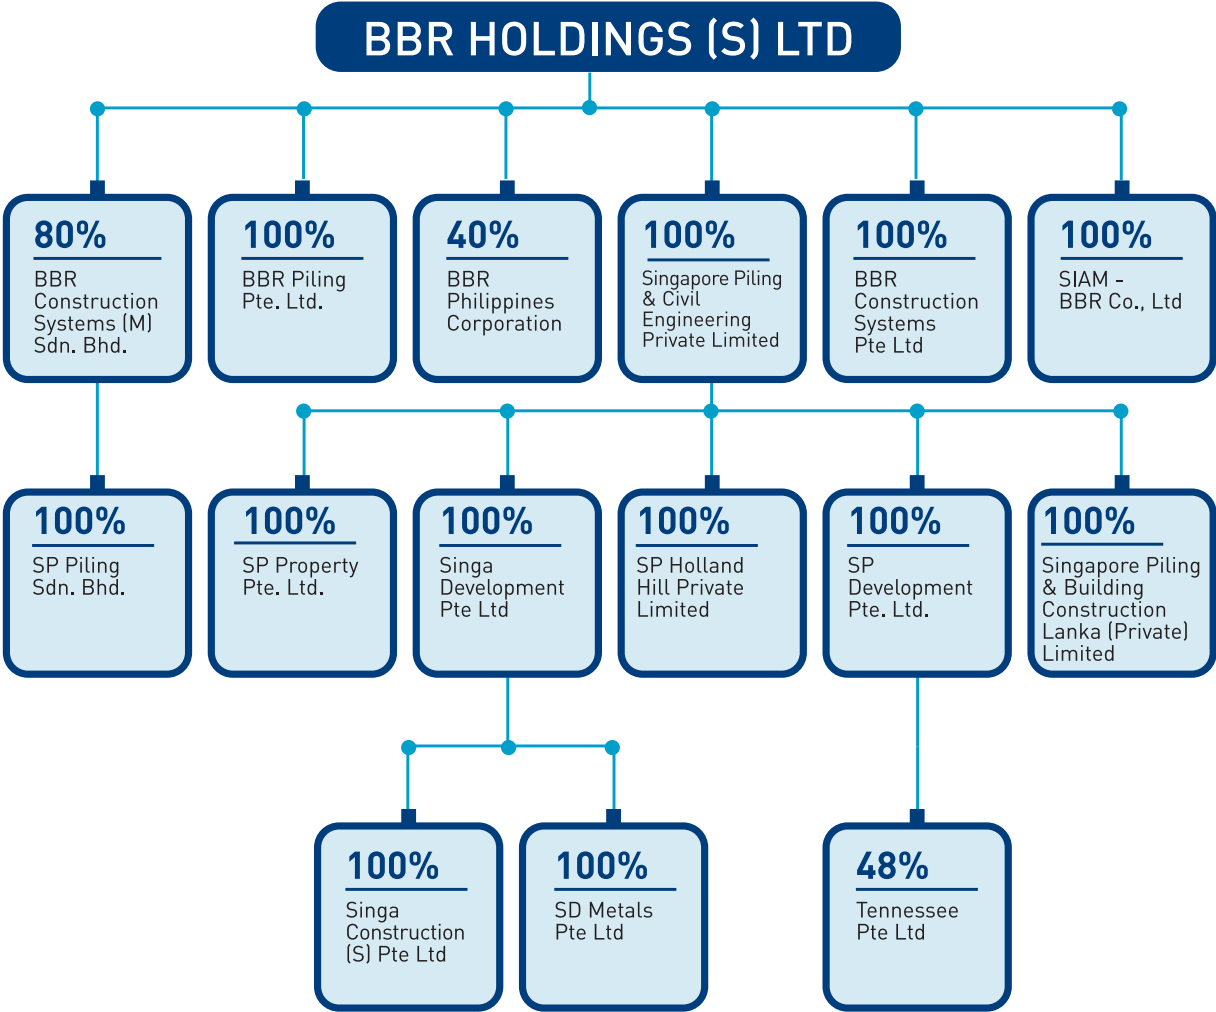 BBR HOLDINGS (S) LTD
80%
BBR
Construction
Systems (M)
Sdn. Bhd.
100%
BBR Piling
Pte. Ltd.
40%
BBR
Philippines
Corporation
100%
Singapore Piling
& Civil
Engineering
Private Limited
100%
BBR
Construction
Systems
Pte Ltd
100%
SIAM -
BBR Co., Ltd
100%
SP Piling
Sdn. Bhd.
100%
SP Property
Pte. Ltd.
100%
Singa
Development
Pte Ltd
100%
SP Holland
Hill Private
Limited
100%
SP
Development
Pte. Ltd.
100%
Singapore Piling
& Building
Construction
Lanka (Private)
Limited
100%
Singa
Construction
(S) Pte Ltd
100%
SD Metals
Pte Ltd
48%
Tennessee
Pte Ltd